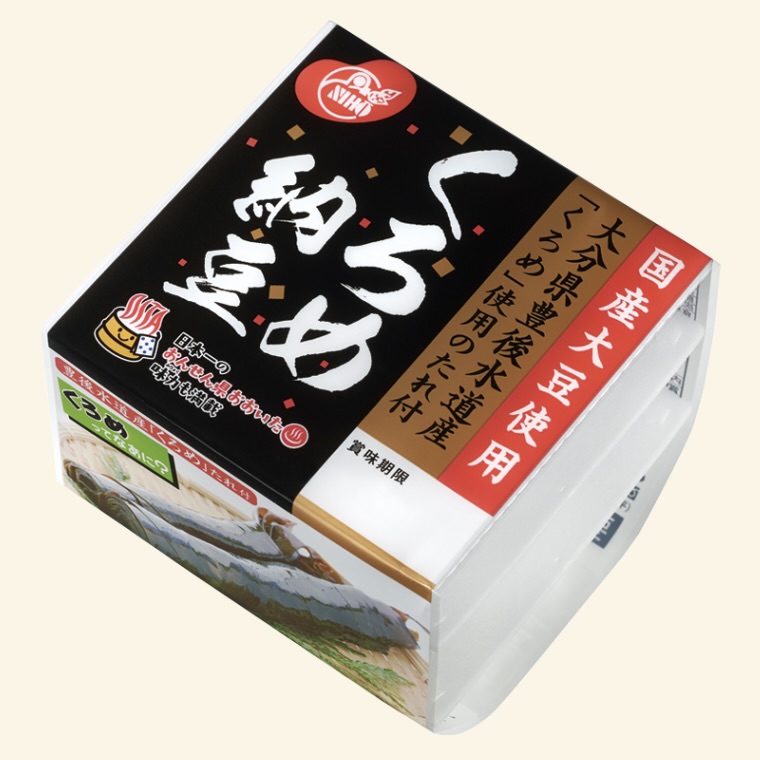 国産大豆使用
大分県豊後水道産
「くろめ」使用のたれ付
くろめ
納豆
日本一の
おんせん県おおいた
味力も満載
賞味期限
豊後水道産「くろめ」たれ付
くろめ
ってなあに?